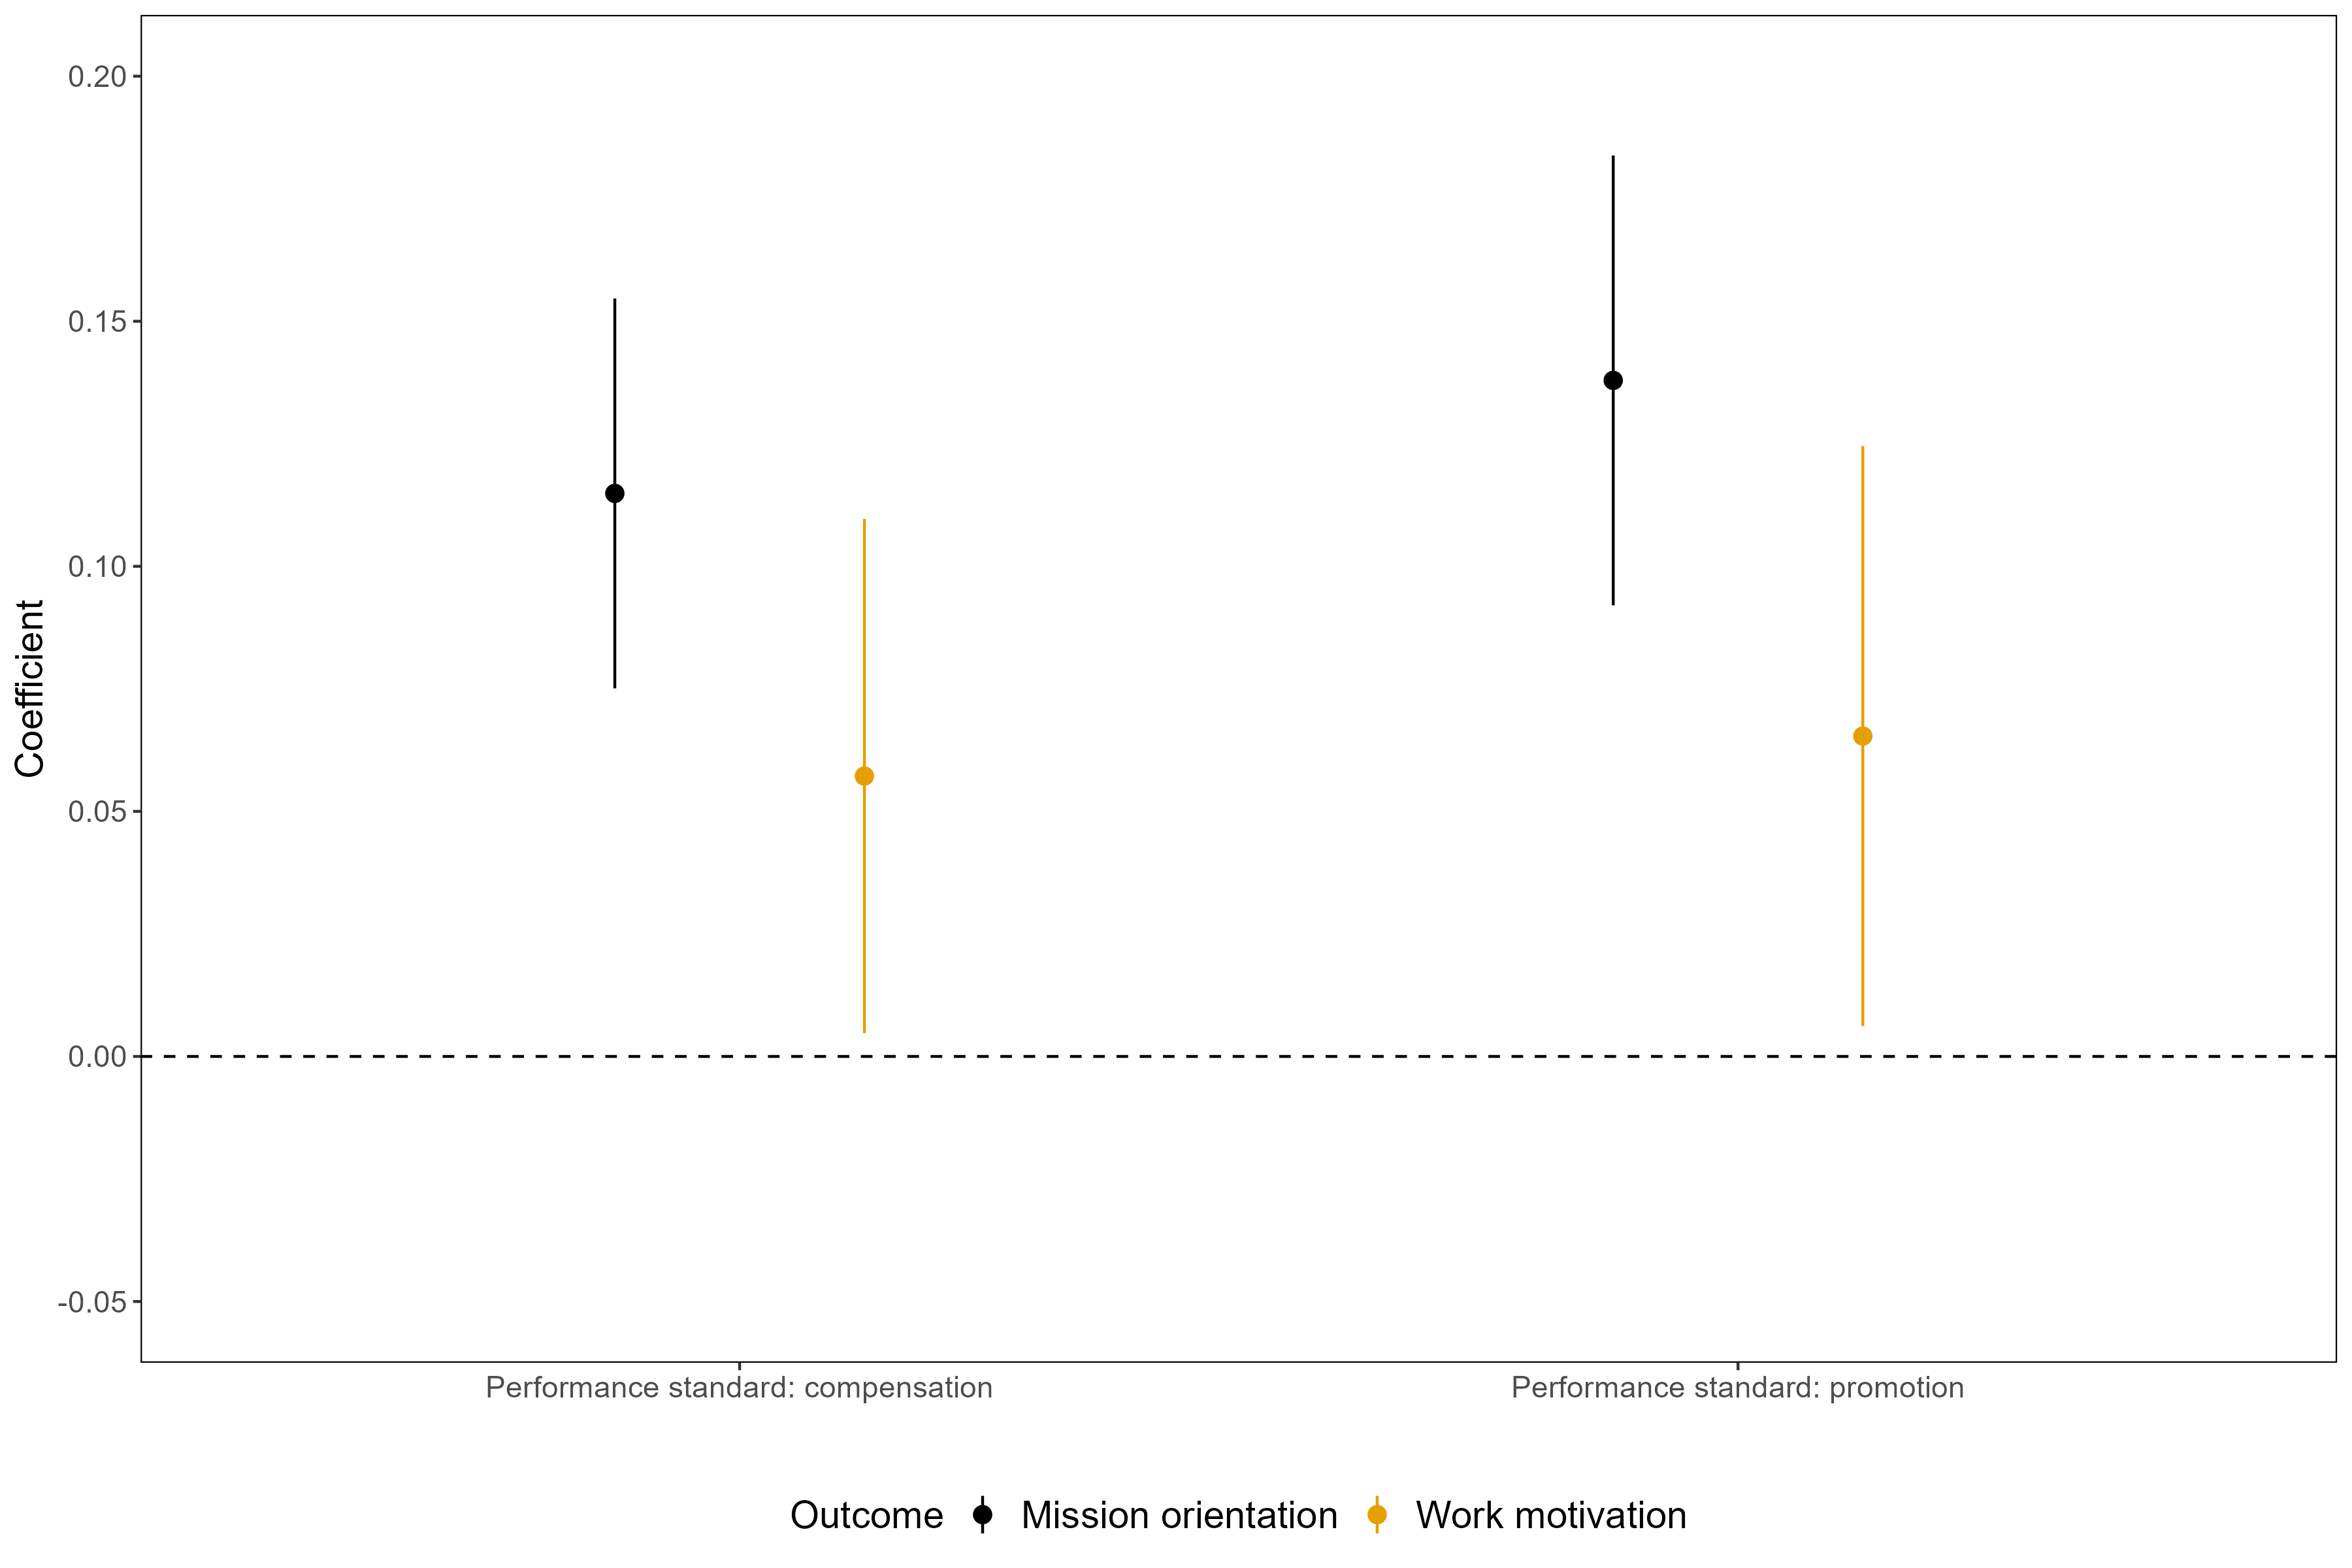 Coefficient
0.20
0.15
0.10
0.05
0.00
-0.05
Performance standard: compensation
Performance standard: promotion
Outcome Mission orientation Work motivation